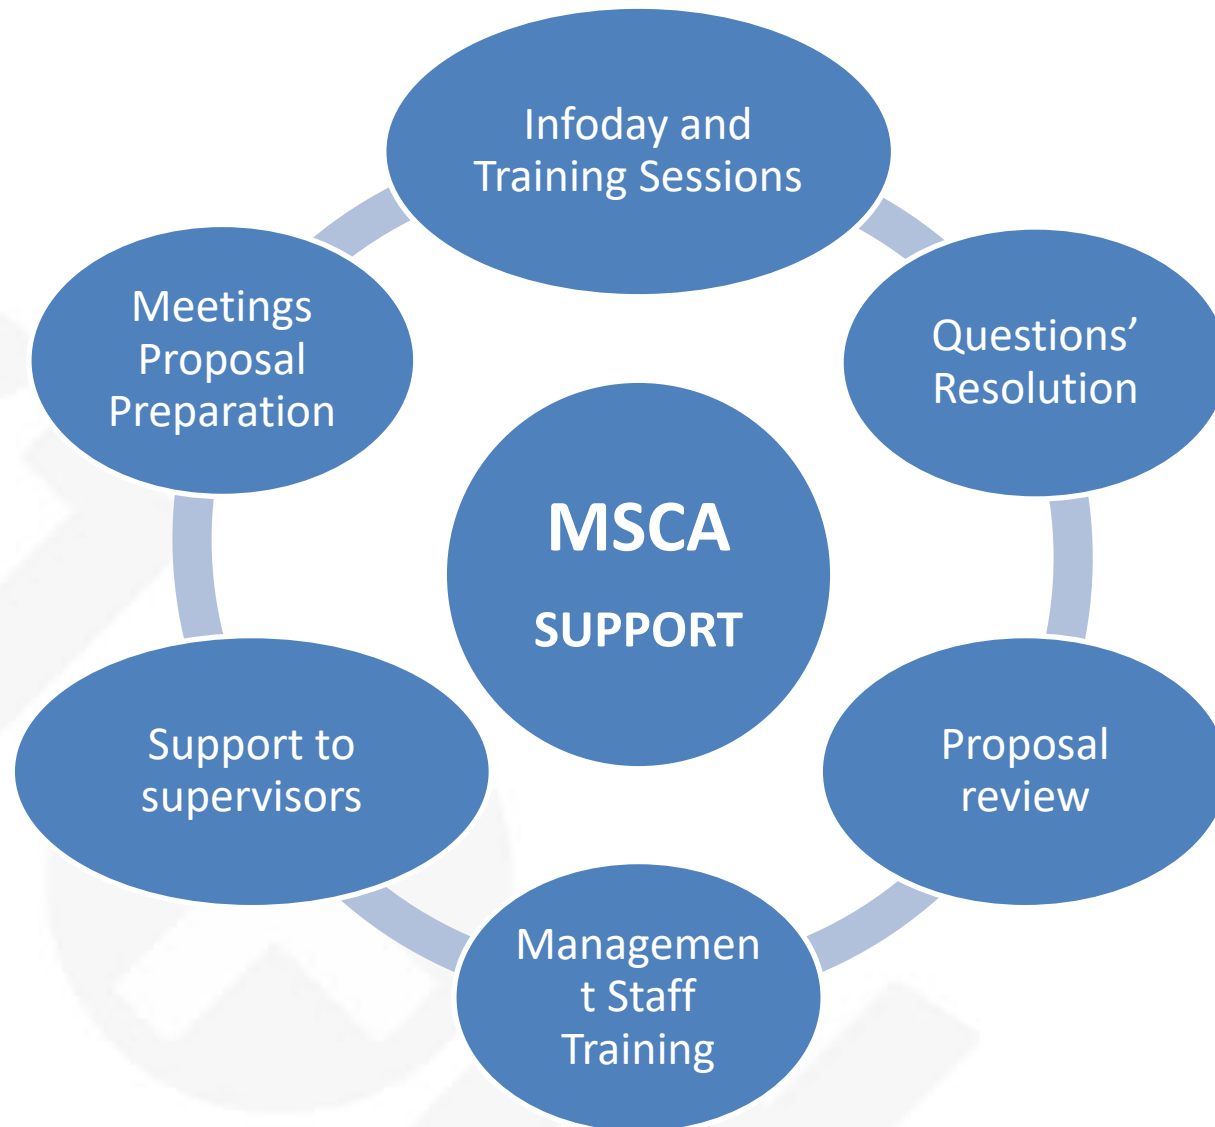 Infoday and
Training Sessions
Questions’
Resolution
Proposal
review
Managemen
t Staff
Training
Support to
supervisors
Meetings
Proposal
Preparation
MSCA
SUPPORT